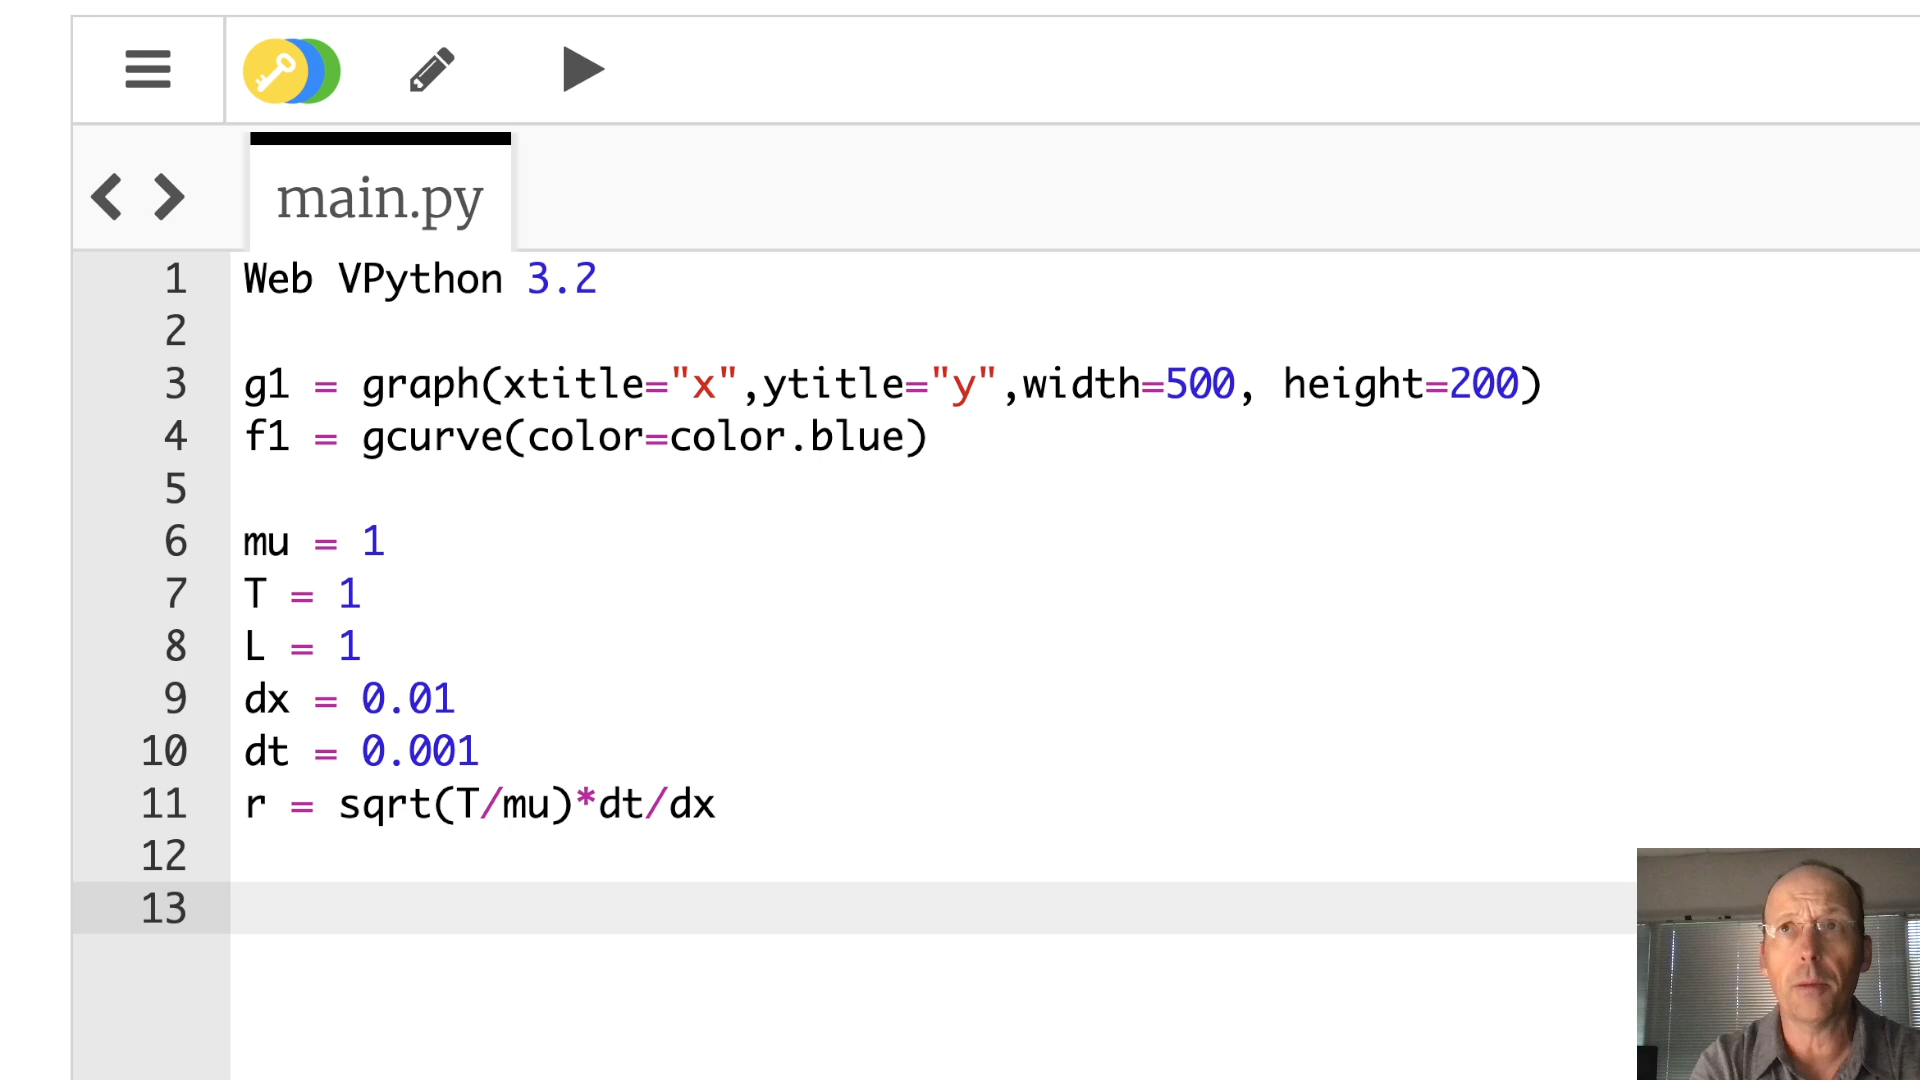 main.py
1 Web VPython 3.2
2
3 g1 = graph(xtitle="x",ytitle="y",width=500, height=200)
4 f1 = gcurve(color=color.blue)
5
6 mu = 1
7 T = 1
8 L = 1
9 dx = 0.01
10 dt = 0.001
11 r = sqrt(T/mu)*dt/dx
12
13